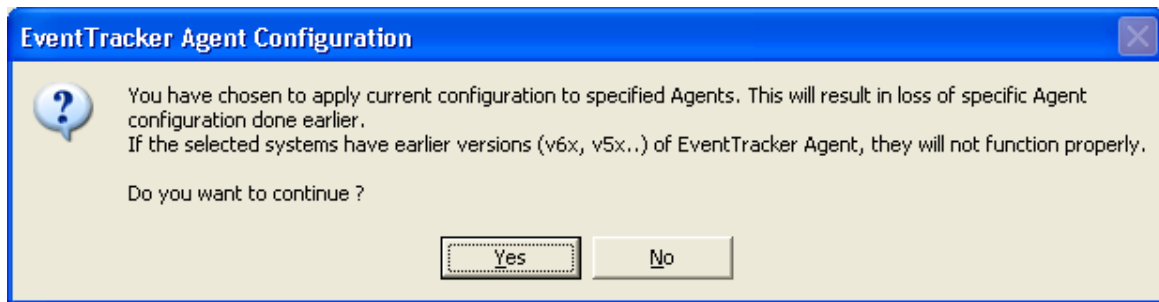 EventTracker Agent Configuration
You have chosen to apply current configuration to specified Agents. This will result in loss of specific Agent
configuration done earlier.
If the selected systems have earlier versions (v6x, v5x..) of EventTracker Agent, they will not function properly.
Do you want to continue ?
Yes No